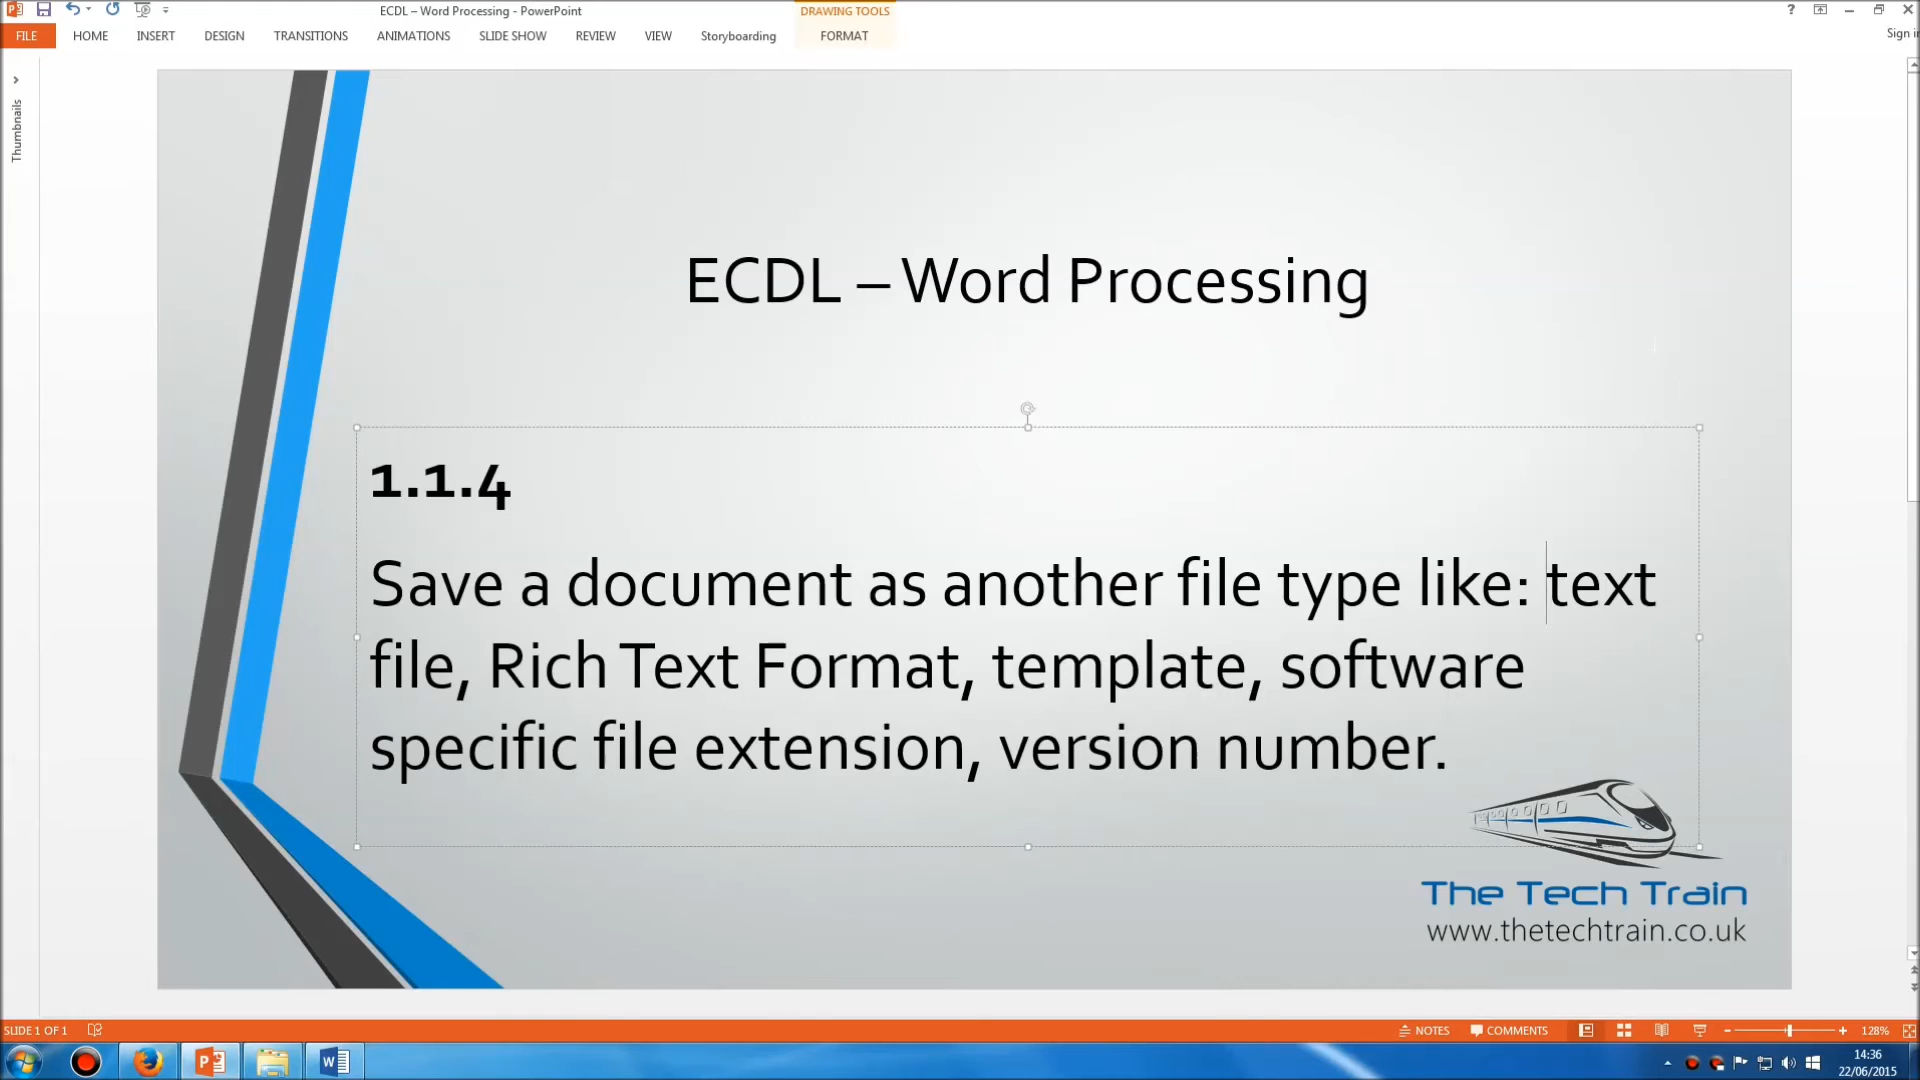 ECDL – Word Processing - PowerPoint
DRAWING TOOLS
?
FILE HOME INSERT DESIGN TRANSITIONS ANIMATIONS SLIDE SHOW REVIEW VIEW Storyboarding FORMAT
Sign in
Thumbnails
ECDL – Word Processing
1.1.4
Save a document as another file type like: text
file, Rich Text Format, template, software
specific file extension, version number.
The Tech Train
www.thetechtrain.co.uk
SLIDE 1 OF 1
NOTES COMMENTS 128%
14:36
22/06/2015